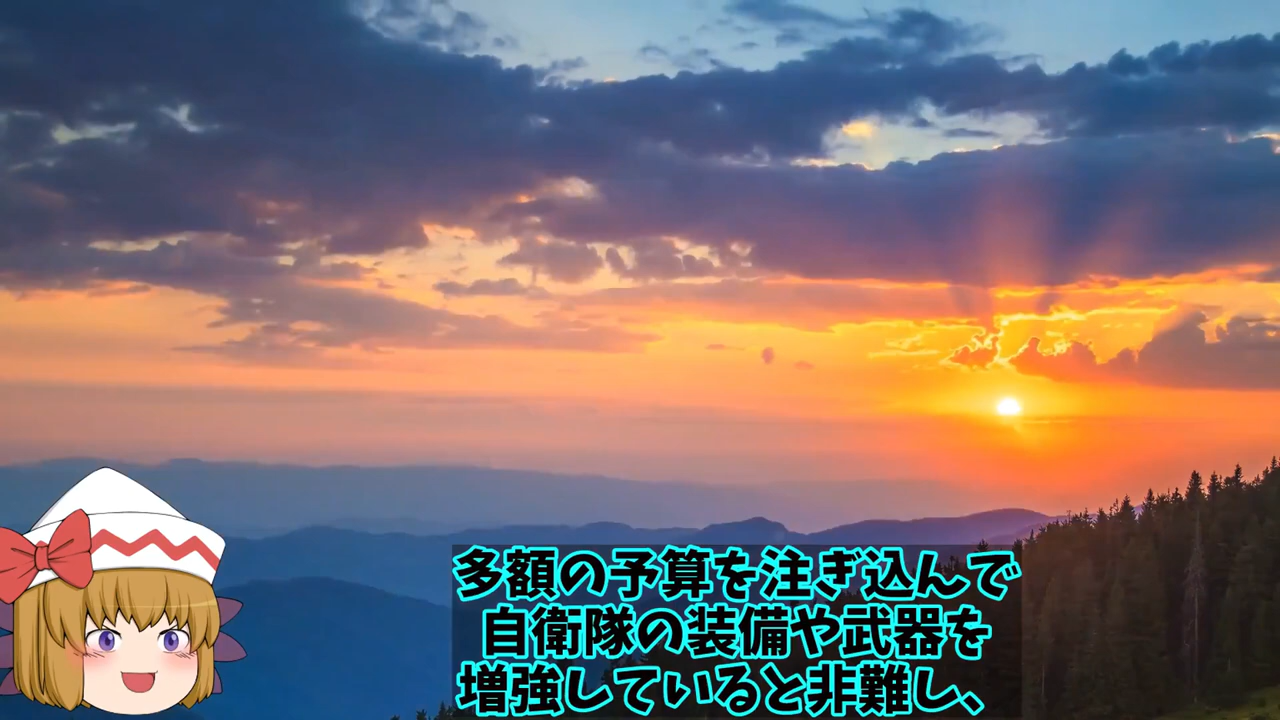 多額の予算を注ぎ込んで
自衛隊の装備や武器を
増強していると非難し、